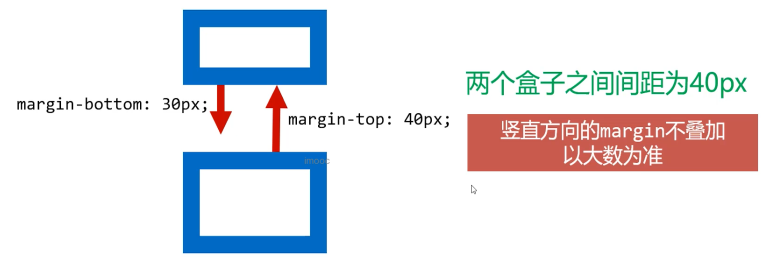 两个盒子之间间距为40px
margin-bottom: 30px;
margin-top: 40px;
竖直方向的margin不叠加
以大数为准
imooc